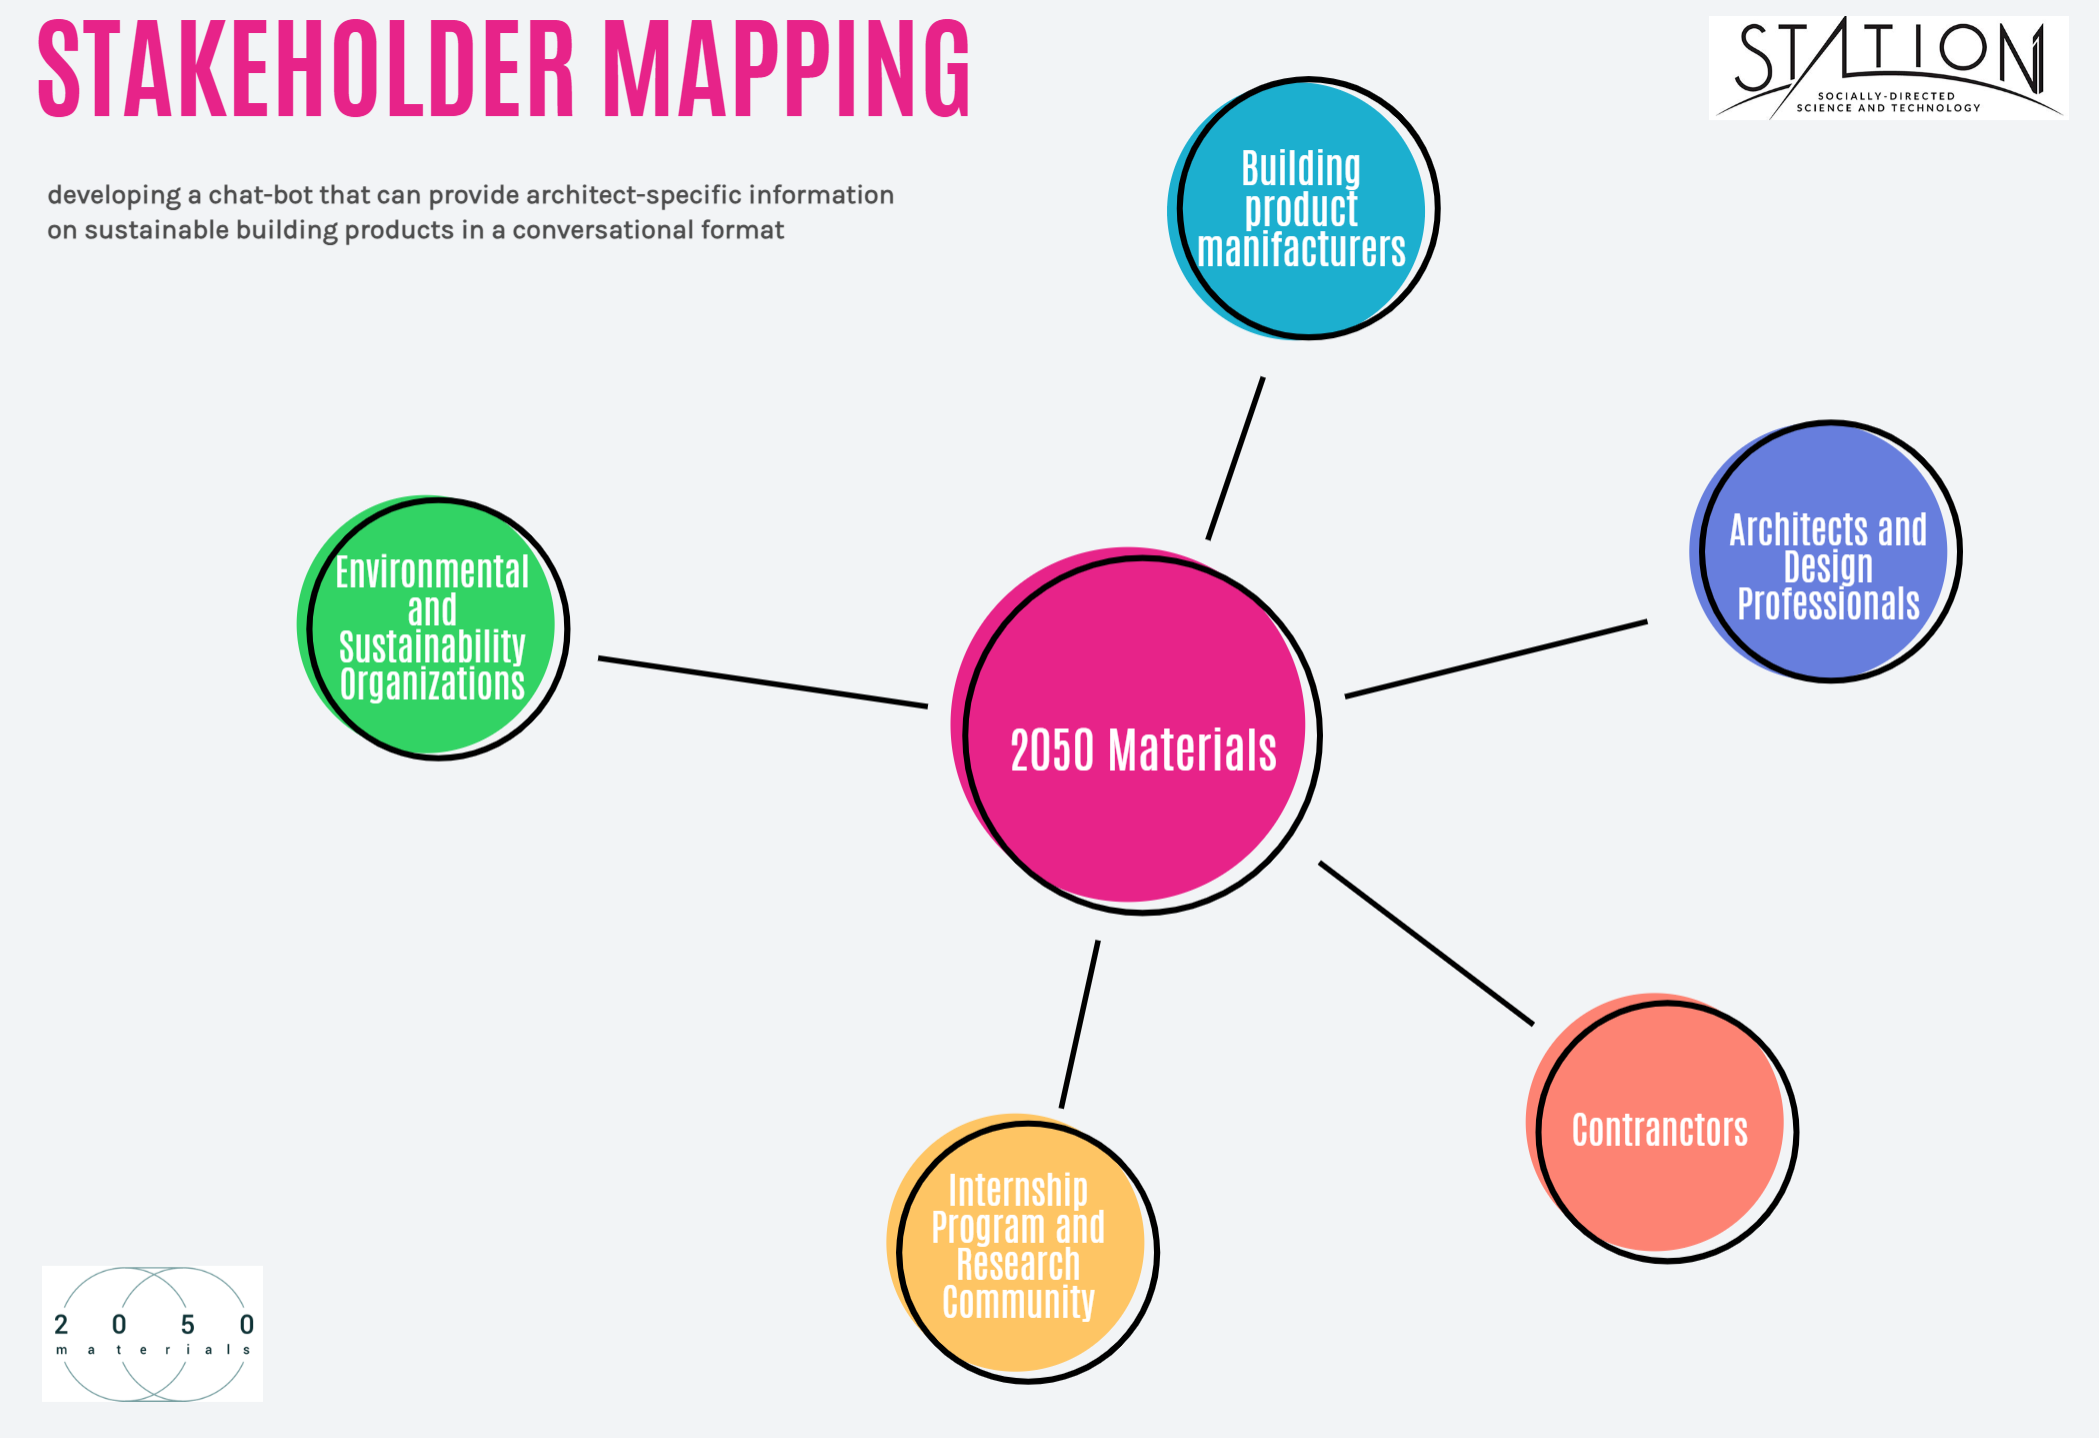 STAKEHOLDER MAPPING
STATION1
SOCIALLY-DIRECTED
SCIENCE AND TECHNOLOGY
developing a chat-bot that can provide architect-specific information
on sustainable building products in a conversational format
Building
product
manifacturers
Architects and
Design
Professionals
Environmental
and
Sustainability
Organizations
2050 Materials
Contranctors
Internship
Program and
Research
Community
2 0 5 0
m a t e r i a l s